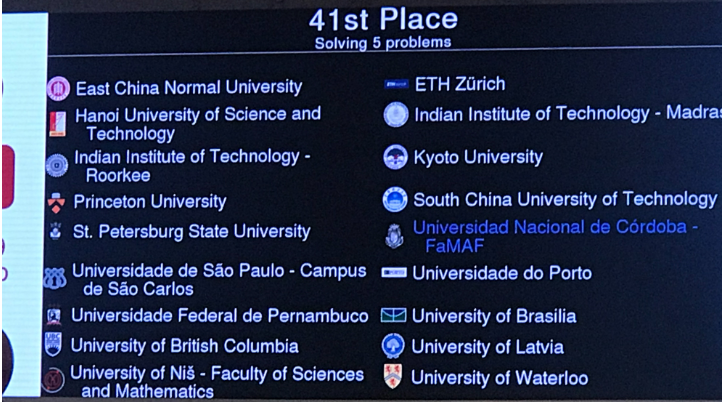 41st Place
Solving 5 problems
East China Normal University
ETH Zürich
Hanoi University of Science and
Technology
Indian Institute of Technology - Madras
Indian Institute of Technology -
Roorkee
Kyoto University
Princeton University
South China University of Technology
St. Petersburg State University
Universidad Nacional de Córdoba -
FaMAF
Universidade de São Paulo - Campus
de São Carlos
Universidade do Porto
Universidade Federal de Pernambuco
University of Brasilia
University of British Columbia
University of Latvia
University of Niš - Faculty of Sciences
and Mathematics
University of Waterloo